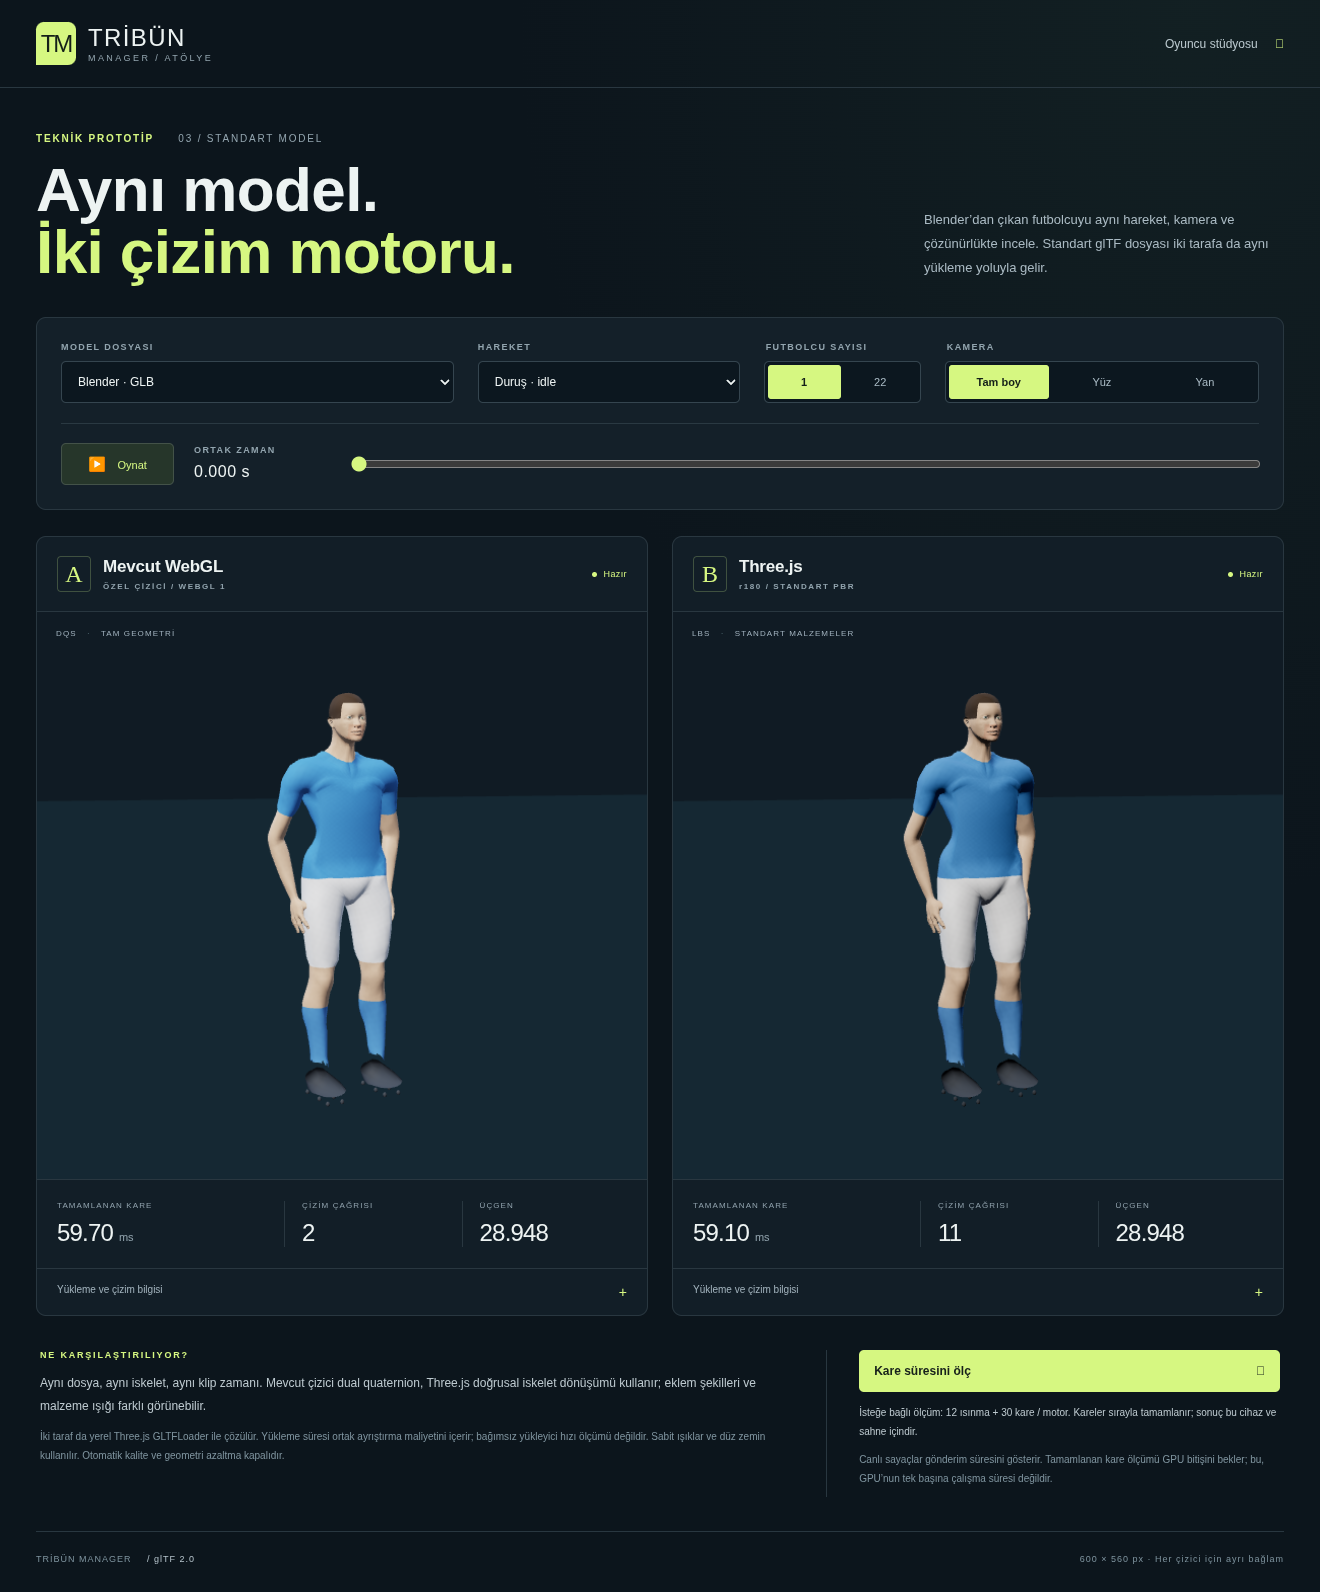 TM
TRİBÜN
MANAGER / ATÖLYE
Oyuncu stüdyosu
TEKNİK PROTOTİP 03 / STANDART MODEL
Aynı model.
İki çizim motoru.
Blender’dan çıkan futbolcuyu aynı hareket, kamera ve
çözünürlükte incele. Standart glTF dosyası iki tarafa da aynı
yükleme yoluyla gelir.
MODEL DOSYASI
Blender · GLB
HAREKET
Duruş · idle
FUTBOLCU SAYISI
1 22
KAMERA
Tam boy Yüz Yan
Oynat
ORTAK ZAMAN
0.000 s
A
Mevcut WebGL
ÖZEL ÇİZİCİ / WEBGL 1
Hazır
DQS · TAM GEOMETRİ
TAMAMLANAN KARE
59.70 ms
ÇİZİM ÇAĞRISI
2
ÜÇGEN
28.948
Yükleme ve çizim bilgisi +
B
Three.js
r180 / STANDART PBR
Hazır
LBS · STANDART MALZEMELER
TAMAMLANAN KARE
59.10 ms
ÇİZİM ÇAĞRISI
11
ÜÇGEN
28.948
Yükleme ve çizim bilgisi +
NE KARŞILAŞTIRILIYOR?
Aynı dosya, aynı iskelet, aynı klip zamanı. Mevcut çizici dual quaternion, Three.js doğrusal iskelet dönüşümü kullanır; eklem şekilleri ve
malzeme ışığı farklı görünebilir.
İki taraf da yerel Three.js GLTFLoader ile çözülür. Yükleme süresi ortak ayrıştırma maliyetini içerir; bağımsız yükleyici hızı ölçümü değildir. Sabit ışıklar ve düz zemin
kullanılır. Otomatik kalite ve geometri azaltma kapalıdır.
Kare süresini ölç
İsteğe bağlı ölçüm: 12 ısınma + 30 kare / motor. Kareler sırayla tamamlanır; sonuç bu cihaz ve
sahne içindir.
Canlı sayaçlar gönderim süresini gösterir. Tamamlanan kare ölçümü GPU bitişini bekler; bu,
GPU’nun tek başına çalışma süresi değildir.
TRİBÜN MANAGER / glTF 2.0
600 × 560 px · Her çizici için ayrı bağlam